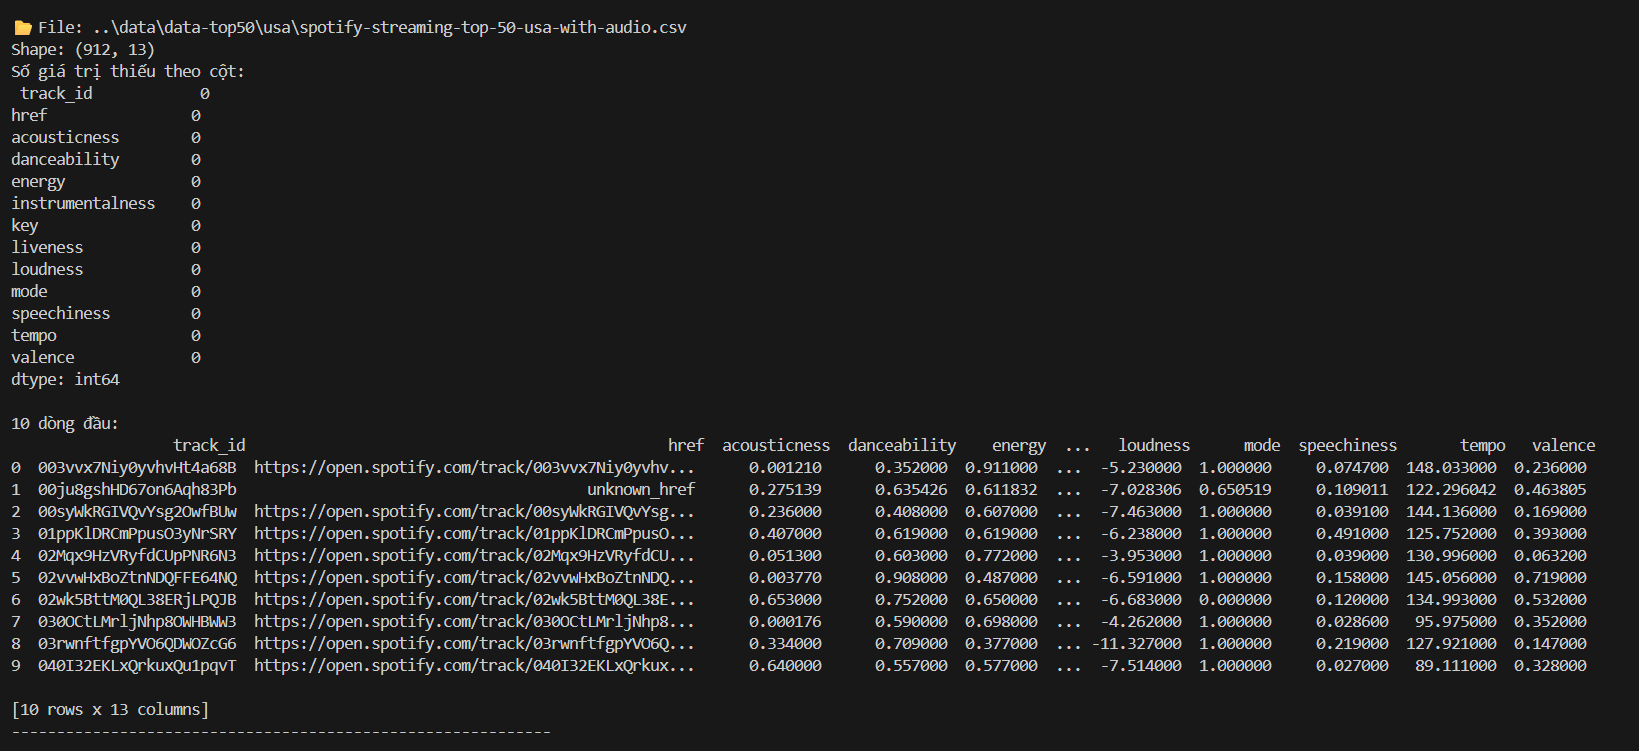 📂 File: ..\data\data-top50\usa\spotify-streaming-top-50-usa-with-audio.csv
Shape: (912, 13)
Số giá trị thiếu theo cột:
track_id 0
href 0
acousticness 0
danceability 0
energy 0
instrumentalness 0
key 0
liveness 0
loudness 0
mode 0
speechiness 0
tempo 0
valence 0
dtype: int64
10 dòng đầu:
track_id href acousticness danceability energy ... loudness mode speechiness tempo valence
0 003vvx7Niy0yvhvHt4a68B https://open.spotify.com/track/003vvx7Niy0yvhv... 0.001210 0.352000 0.911000 ... -5.230000 1.000000 0.074700 148.033000 0.236000
1 00ju8gshHD67on6Aqh83Pb unknown_href 0.275139 0.635426 0.611832 ... -7.028306 0.650519 0.109011 122.296042 0.463805
2 00syWkRGIVQvYsg2OwfBUw https://open.spotify.com/track/00syWkRGIVQvYsg... 0.236000 0.408000 0.607000 ... -7.463000 1.000000 0.039100 144.136000 0.169000
3 01ppKlDRCmPpusO3yNrSRY https://open.spotify.com/track/01ppKlDRCmPpusO... 0.407000 0.619000 0.619000 ... -6.238000 1.000000 0.491000 125.752000 0.393000
4 02Mqx9HzVRyfdCUpPNR6N3 https://open.spotify.com/track/02Mqx9HzVRyfdCU... 0.051300 0.603000 0.772000 ... -3.953000 1.000000 0.039000 130.996000 0.063200
5 02vvwHxBoZtnNDQFFE64NQ https://open.spotify.com/track/02vvwHxBoZtnNDQ... 0.003770 0.908000 0.487000 ... -6.591000 1.000000 0.158000 145.056000 0.719000
6 02wk5BttM0QL38ERjLPQJB https://open.spotify.com/track/02wk5BttM0QL38E... 0.653000 0.752000 0.650000 ... -6.683000 0.000000 0.120000 134.993000 0.532000
7 030OCtLMrljNhp8OWHBWW3 https://open.spotify.com/track/030OCtLMrljNhp8... 0.000176 0.590000 0.698000 ... -4.262000 1.000000 0.028600 95.975000 0.352000
8 03rwnftfgpYVO6QDWOZcG6 https://open.spotify.com/track/03rwnftfgpYVO6Q... 0.334000 0.709000 0.377000 ... -11.327000 1.000000 0.219000 127.921000 0.147000
9 040I32EKLxQrkuxQu1pqvT https://open.spotify.com/track/040I32EKLxQrkux... 0.640000 0.557000 0.577000 ... -7.514000 1.000000 0.027000 89.111000 0.328000
[10 rows x 13 columns]
------------------------------------------------------------